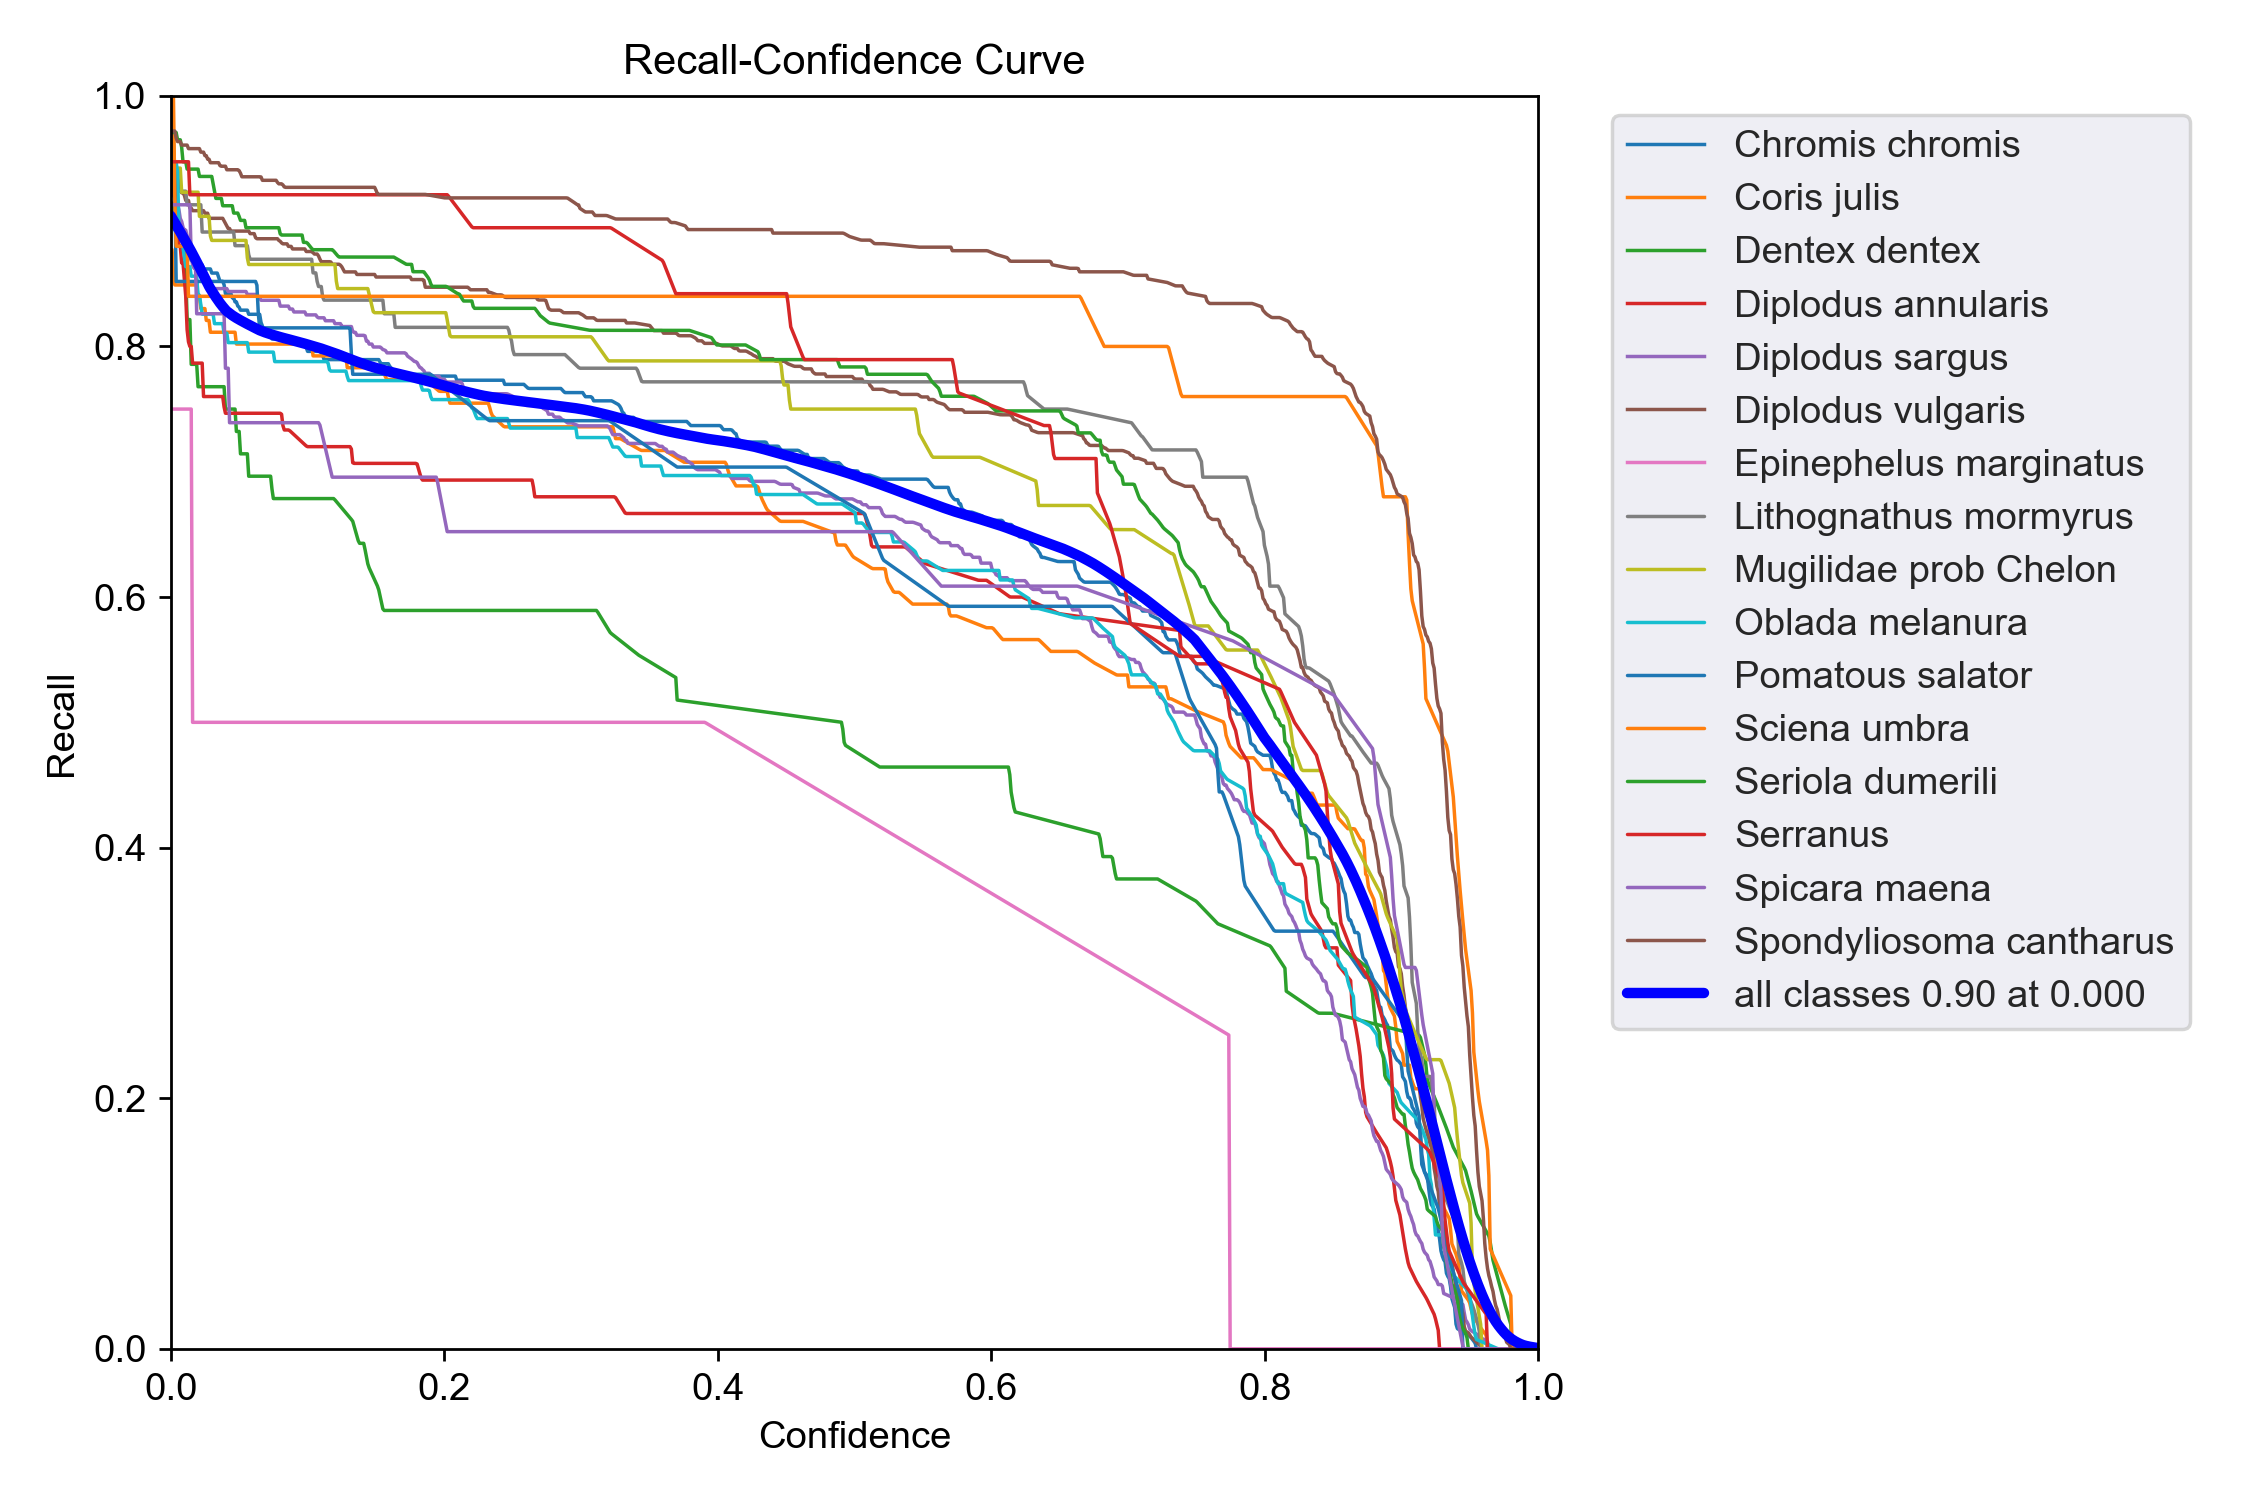 Recall-Confidence Curve
1.0
0.8
0.6
0.4
0.2
0.0
Recall
0.0 0.2 0.4 0.6 0.8 1.0
Confidence
Chromis chromis
Coris julis
Dentex dentex
Diplodus annularis
Diplodus sargus
Diplodus vulgaris
Epinephelus marginatus
Lithognathus mormyrus
Mugilidae prob Chelon
Oblada melanura
Pomatous salator
Sciena umbra
Seriola dumerili
Serranus
Spicara maena
Spondyliosoma cantharus
all classes 0.90 at 0.000